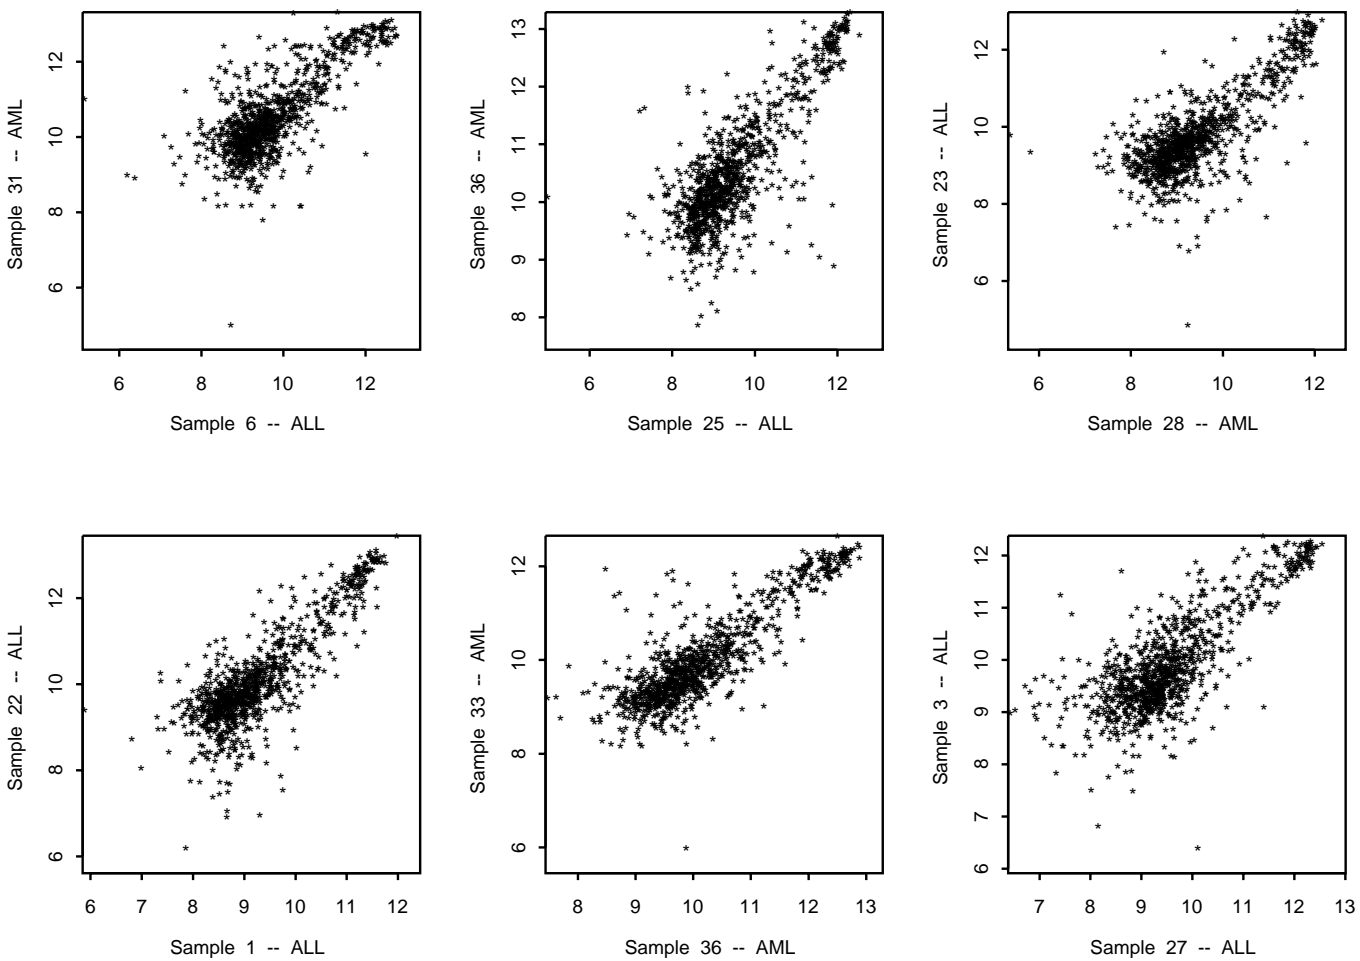 Sample 31 -- AML
6 8 10 12
6 8 10 12
Sample 6 -- ALL
Sample 36 -- AML
8 9 10 11 12 13
6 8 10 12
Sample 25 -- ALL
Sample 23 -- ALL
6 8 10 12
6 8 10 12
Sample 28 -- AML
Sample 22 -- ALL
6 8 10 12
6 7 8 9 10 11 12
Sample 1 -- ALL
Sample 33 -- AML
6 8 10 12
8 9 10 11 12 13
Sample 36 -- AML
Sample 3 -- ALL
6 7 8 9 10 11 12
7 8 9 10 11 12 13
Sample 27 -- ALL